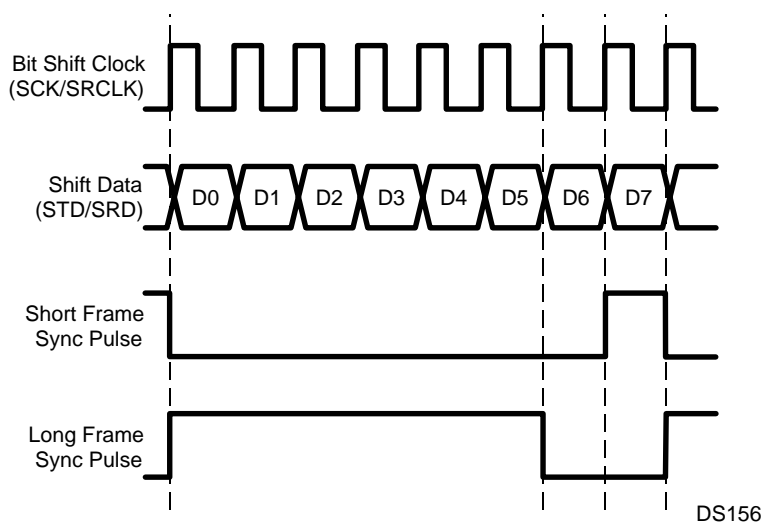 Bit Shift Clock
(SCK/SRCLK)
Shift Data
(STD/SRD)
D0 D1 D2 D3 D4 D5 D6 D7
Short Frame
Sync Pulse
Long Frame
Sync Pulse
DS156